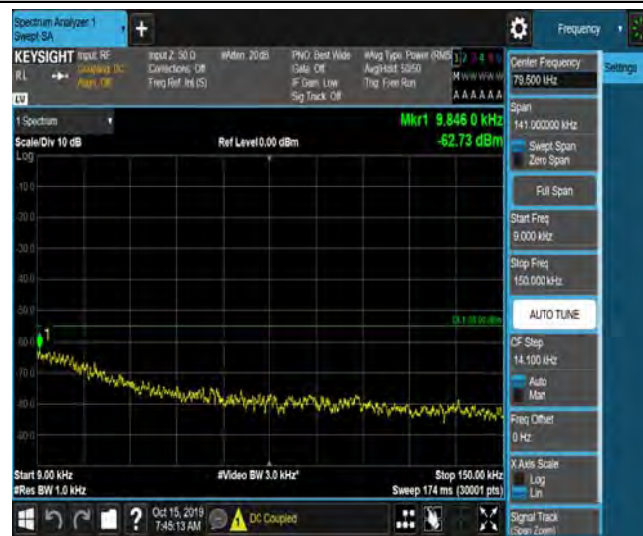 Spectrum Analyzer 1
Swept SA
+
Frequency
KEYSIGHT
Input: RF
Coupling: DC
Align: Off
Input Z: 50 Ω
Corrections: Off
Freq Ref: Int (S)
#Atten: 20 dB
PNO: Best Wide
Gate: Off
IF Gain: Low
Sig Track: Off
#Avg Type: Power (RMS)
Avg|Hold: 50/50
Trig: Free Run
M W W W W W
A A A A A A
RL
LM
Center Frequency
79.500 kHz
Settings
1 Spectrum
Scale/Div 10 dB
Log
Ref Level 0.00 dBm
Mkr1 9.846 0 kHz
-62.73 dBm
Span
141.000000 kHz
Swept Span
Zero Span
Full Span
Start Freq
9.000 kHz
Stop Freq
150.000 kHz
AUTO TUNE
CF Step
14.100 kHz
Auto
Man
Freq Offset
0 Hz
X Axis Scale
Log
Lin
Signal Track
(Span Zoom)
-10.0
-20.0
-30.0
-40.0
-50.0
-60.0
-70.0
-80.0
-90.0
1
Start 9.00 kHz
#Res BW 1.0 kHz
#Video BW 3.0 kHz*
Stop 150.00 kHz
Sweep 174 ms (30001 pts)
?
Oct 15, 2019
7:45:13 AM
DC Coupled